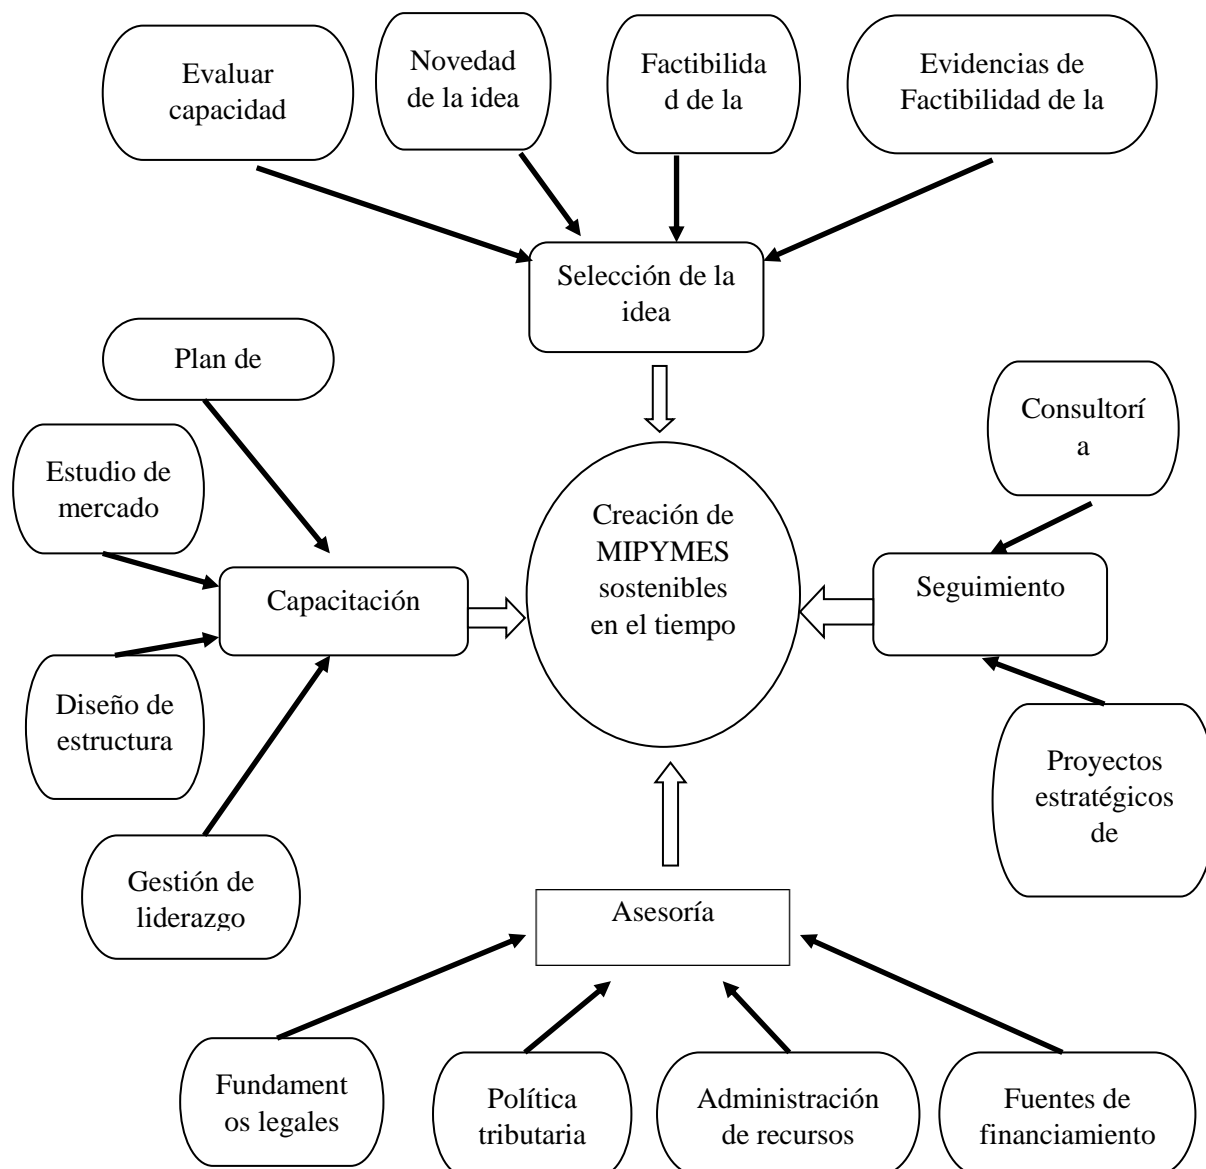 Evaluar
capacidad
Novedad
de la idea
Factibilida
d de la
Evidencias de
Factibilidad de la
Selección de la
idea
Plan de
Estudio de
mercado
Capacitación
Diseño de
estructura
Gestión de
liderazgo
Creación de
MIPYMES
sostenibles
en el tiempo
Consultorí
a
Seguimiento
Proyectos
estratégicos
de
Asesoría
Fundament
os legales
Política
tributaria
Administración
de recursos
Fuentes de
financiamiento